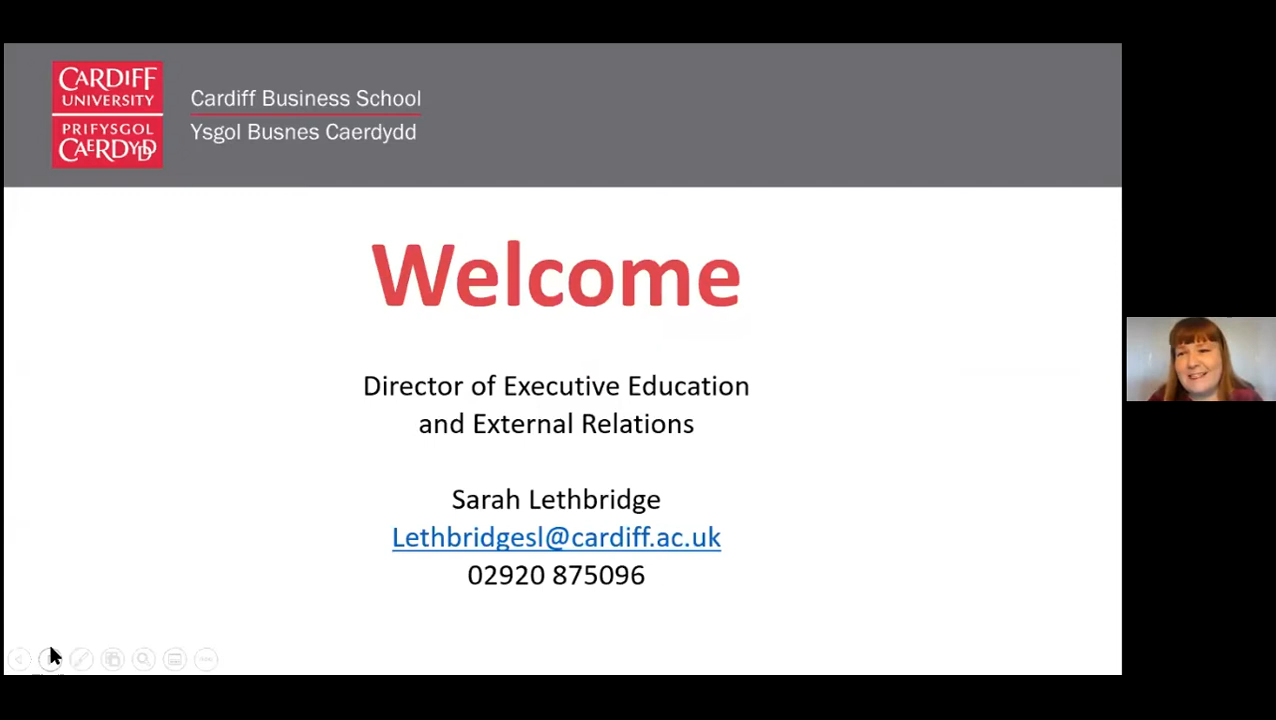 CARDIFF
UNIVERSITY
PRIFYSGOL
CAERDYDD
Cardiff Business School
Ysgol Busnes Caerdydd
Welcome
Director of Executive Education
and External Relations
Sarah Lethbridge
Lethbridgesl@cardiff.ac.uk
02920 875096